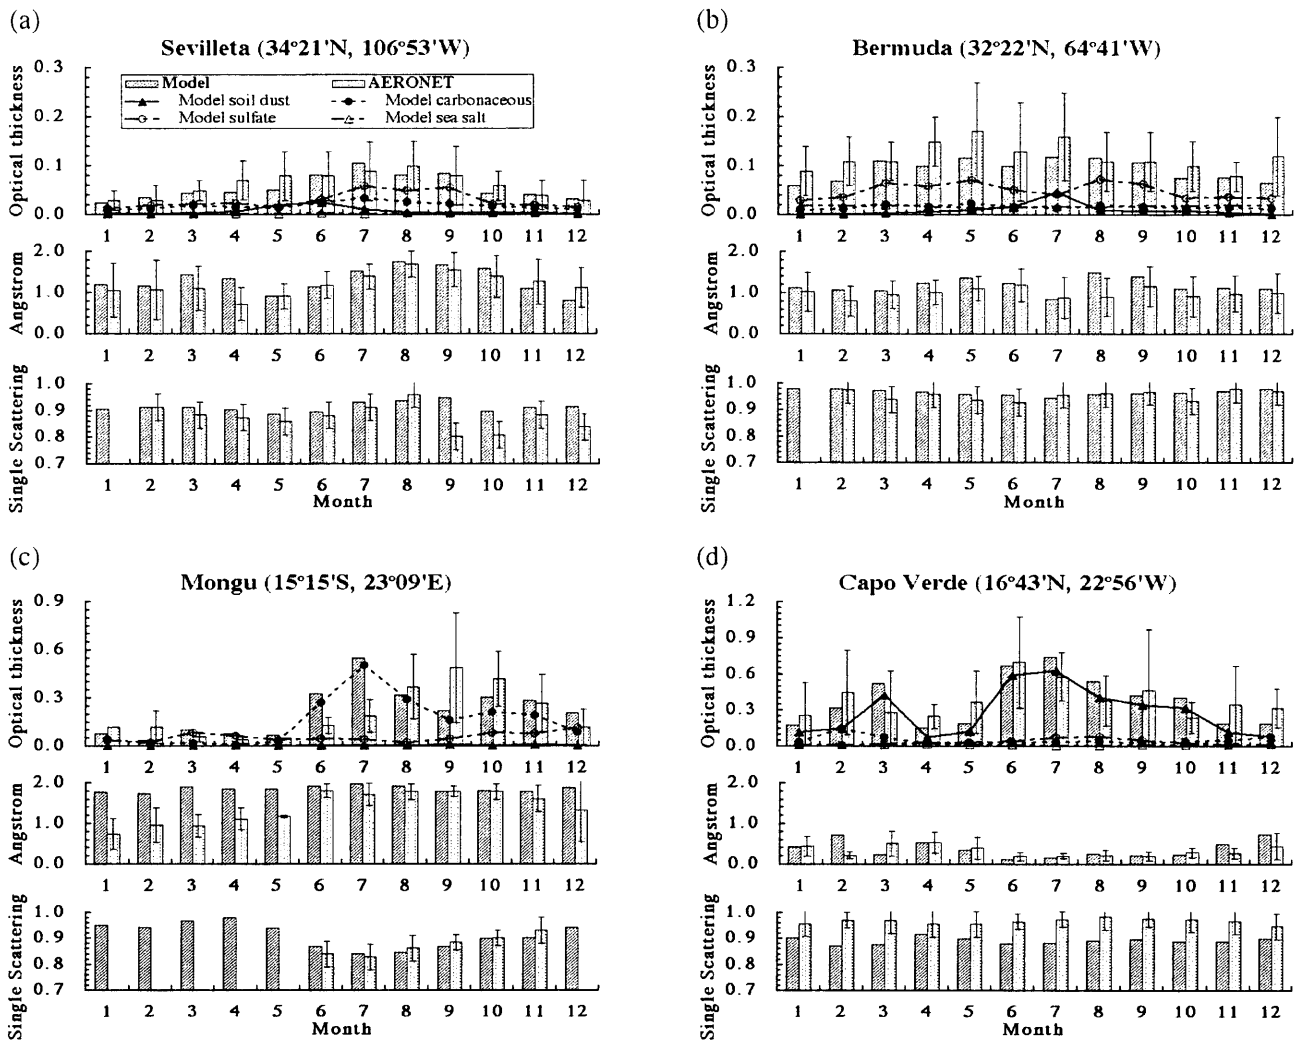 (a)
Sevilleta (34°21'N, 106°53'W)
Optical thickness
0.3
0.2
0.1
0.0
Model
AERONET
Model soil dust
Model carbonaceous
Model sulfate
Model sea salt
1 2 3 4 5 6 7 8 9 10 11 12
Angstrom
2.0
1.0
0.0
1 2 3 4 5 6 7 8 9 10 11 12
Single Scattering
1.0
0.9
0.8
0.7
1 2 3 4 5 6 7 8 9 10 11 12
Month
(b)
Bermuda (32°22'N, 64°41'W)
Optical thickness
0.3
0.2
0.1
0.0
1 2 3 4 5 6 7 8 9 10 11 12
Angstrom
2.0
1.0
0.0
1 2 3 4 5 6 7 8 9 10 11 12
Single Scattering
1.0
0.9
0.8
0.7
1 2 3 4 5 6 7 8 9 10 11 12
Month
(c)
Mongu (15°15'S, 23°09'E)
Optical thickness
0.9
0.6
0.3
0.0
1 2 3 4 5 6 7 8 9 10 11 12
Angstrom
2.0
1.0
0.0
1 2 3 4 5 6 7 8 9 10 11 12
Single Scattering
1.0
0.9
0.8
0.7
1 2 3 4 5 6 7 8 9 10 11 12
Month
(d)
Capo Verde (16°43'N, 22°56'W)
Optical thickness
1.2
0.9
0.6
0.3
0.0
1 2 3 4 5 6 7 8 9 10 11 12
Angstrom
2.0
1.0
0.0
1 2 3 4 5 6 7 8 9 10 11 12
Single Scattering
1.0
0.9
0.8
0.7
1 2 3 4 5 6 7 8 9 10 11 12
Month